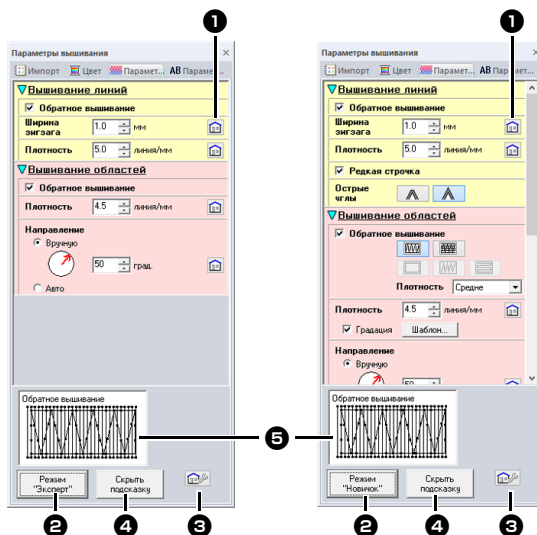 1
1
Параметры вышивания ×
Импорт Цвет Парамет... AB Параме...
Вышивание линий
Обратное вышивание
Ширина зигзага 1.0 мм
Плотность 5.0 линия/мм
Вышивание областей
Обратное вышивание
Плотность 4.5 линия/мм
Направление
Вручную
50 град.
Авто
Обратное вышивание
Режим "Эксперт"
Скрыть подсказку
2
4
3
5
Параметры вышивания ×
Импорт Цвет Парамет... AB Парамет...
Вышивание линий
Обратное вышивание
Ширина зигзага 1.0 мм
Плотность 5.0 линия/мм
Редкая строчка
Острые углы
Вышивание областей
Обратное вышивание
Плотность Средне
Плотность 4.5 линия/мм
Градация Шаблон...
Направление
Вручную
50
Обратное вышивание
Режим "Новичок"
Скрыть подсказку
2
4
3